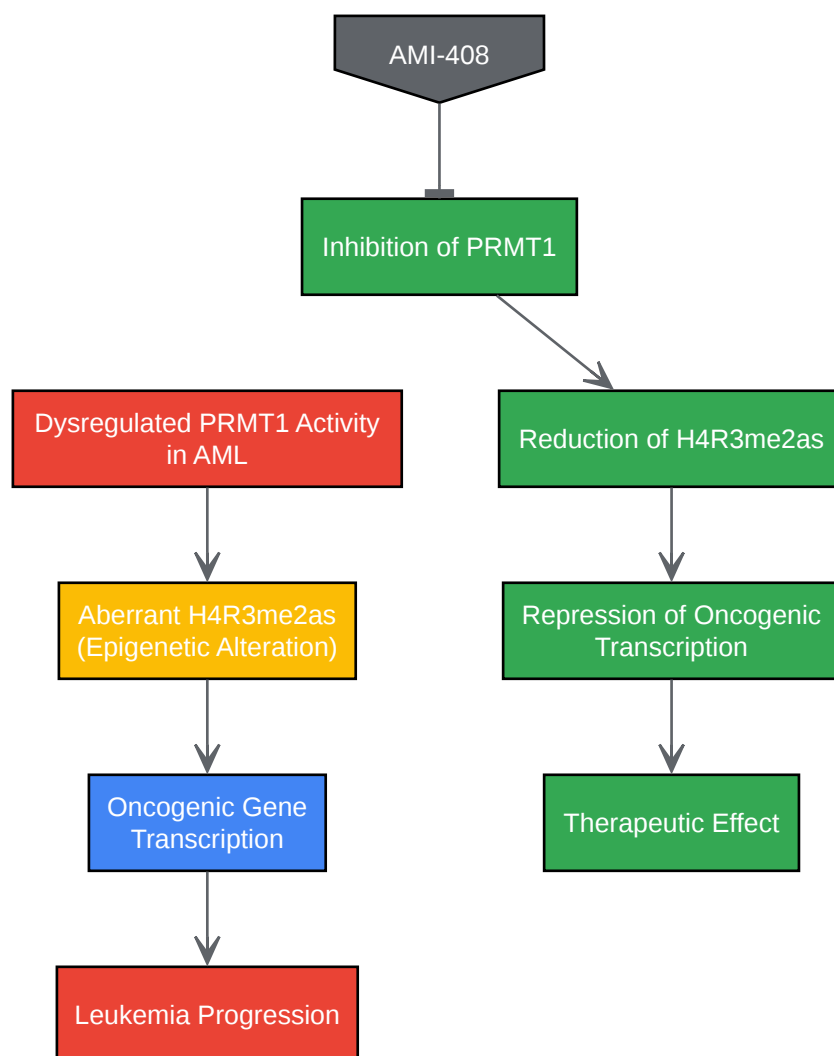 AMI-408
Inhibition of PRMT1
Dysregulated PRMT1 Activity
in AML
Reduction of H4R3me2as
Aberrant H4R3me2as
(Epigenetic Alteration)
Repression of Oncogenic
Transcription
Oncogenic Gene
Transcription
Therapeutic Effect
Leukemia Progression